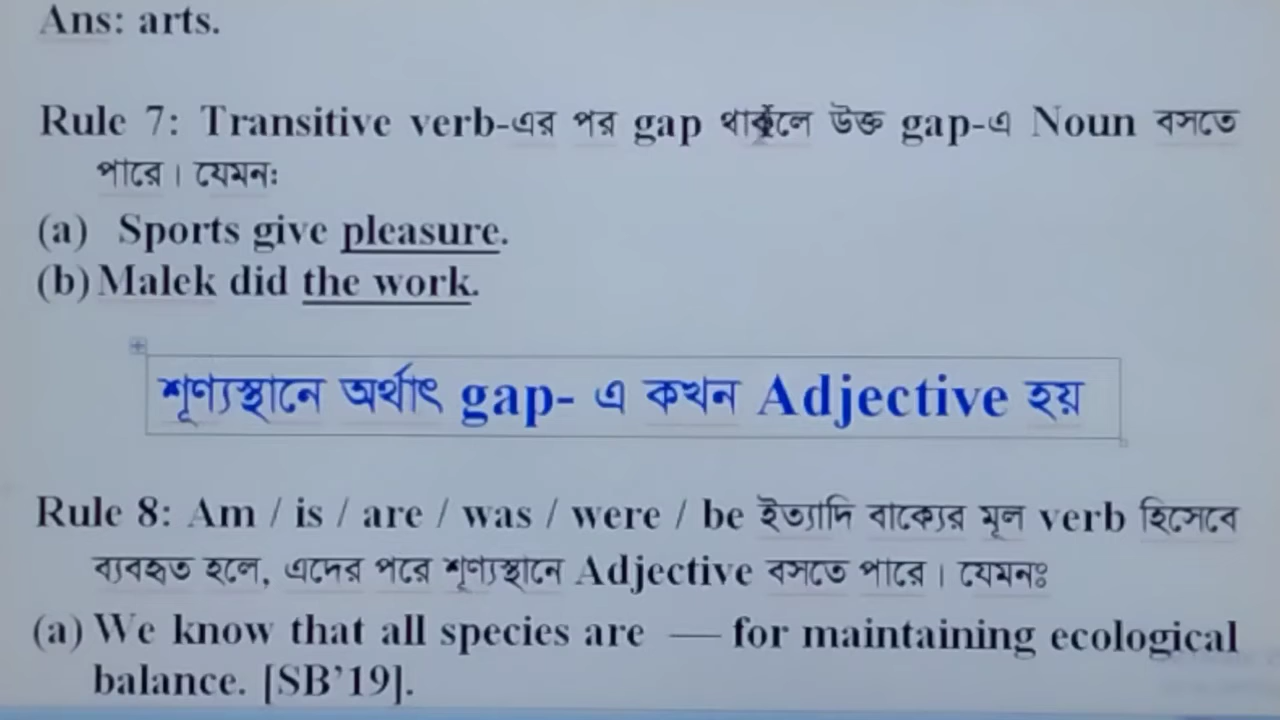 Ans: arts.
Rule 7: Transitive verb-এর পর gap থাকলে উক্ত gap-এ Noun বসতে
পারে। যেমনঃ
(a) Sports give pleasure.
(b) Malek did the work.
শূণ্যস্থানে অর্থাৎ gap- এ কখন Adjective হয়
Rule 8: Am / is / are / was / were / be ইত্যাদি বাক্যের মূল verb হিসেবে
ব্যবহৃত হলে, এদের পরে শূণ্যস্থানে Adjective বসতে পারে। যেমনঃ
(a) We know that all species are — for maintaining ecological
balance. [SB’19].